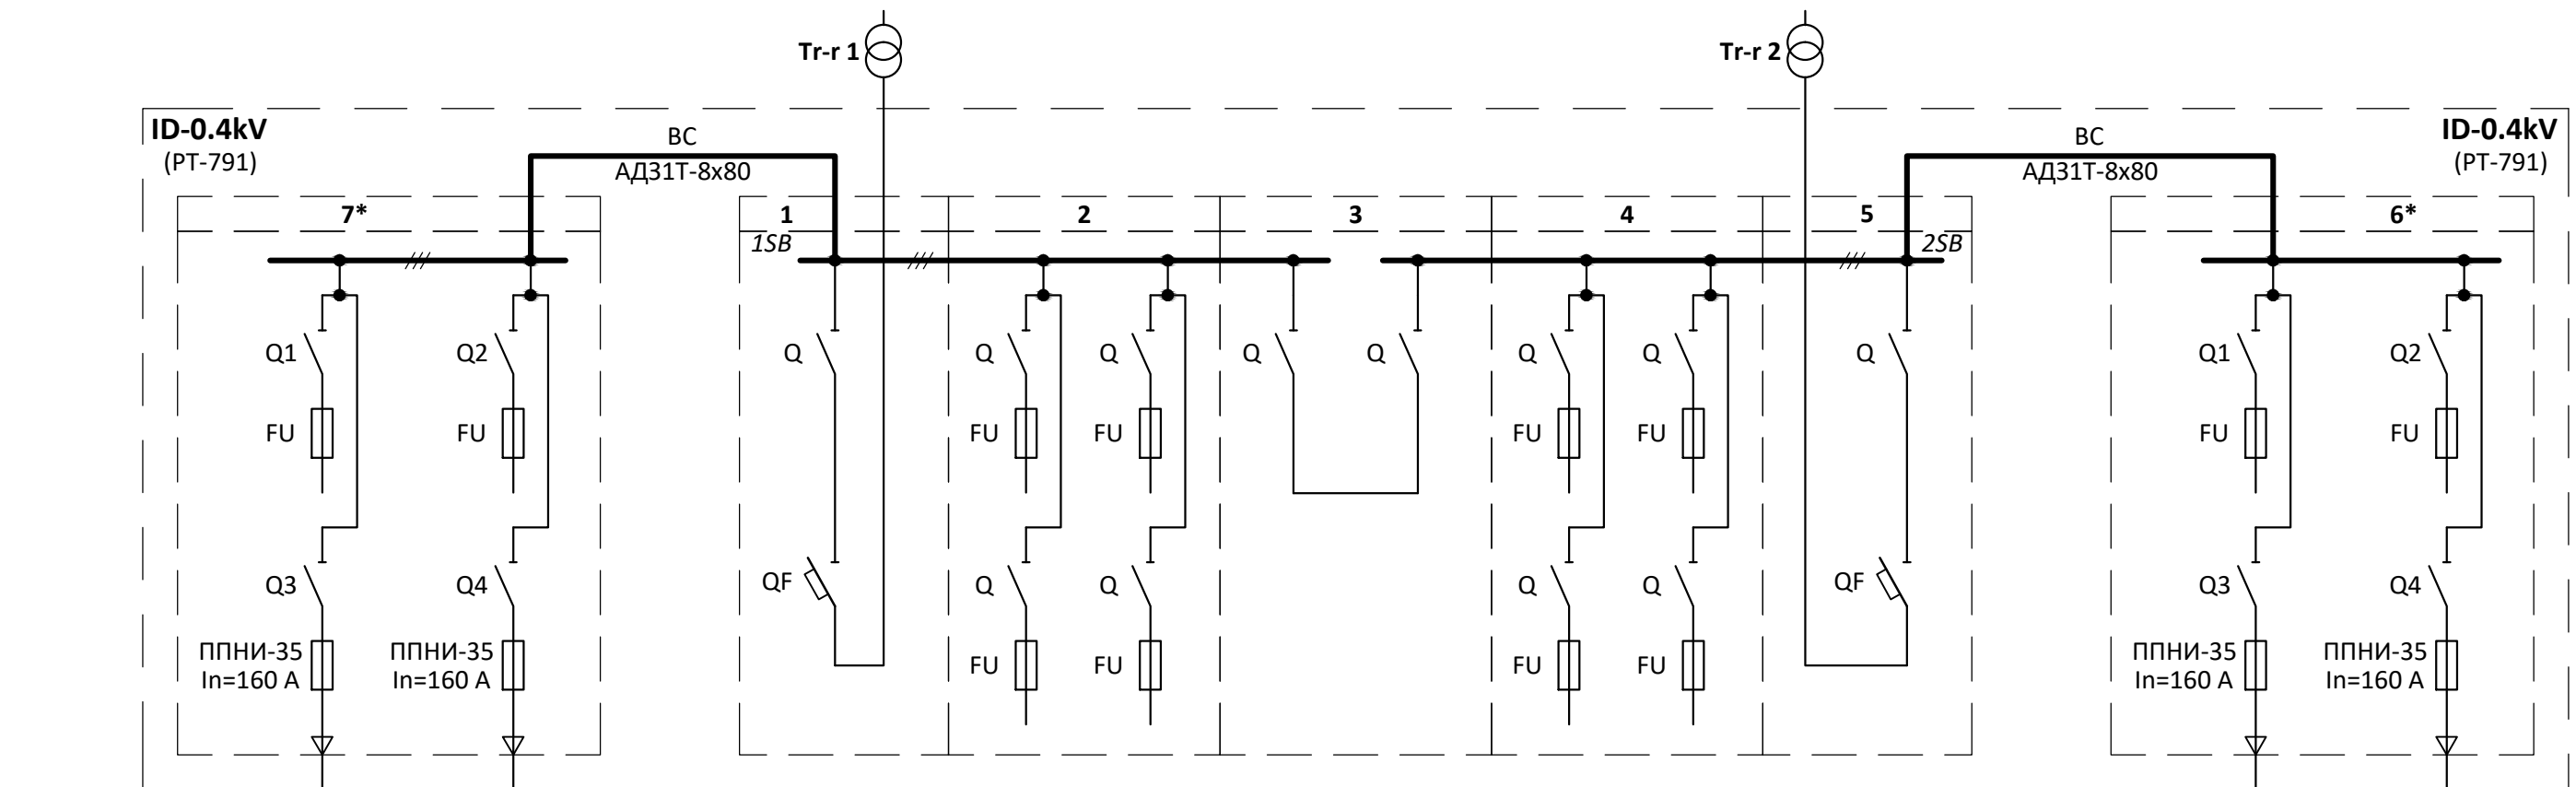 Tr-r 1
Tr-r 2
ID-0.4kV
(PT-791)
ВС
АД31Т-8х80
ВС
АД31Т-8х80
ID-0.4kV
(PT-791)
7*
1
2
3
4
5
6*
1SB
2SB
Q1
Q2
Q
Q
Q
Q
Q
Q
Q
Q
Q1
Q2
FU
FU
FU
FU
FU
FU
FU
FU
Q3
Q4
QF
Q
Q
Q
Q
QF
Q3
Q4
ППНИ-35
In=160 A
ППНИ-35
In=160 A
FU
FU
FU
FU
ППНИ-35
In=160 A
ППНИ-35
In=160 A